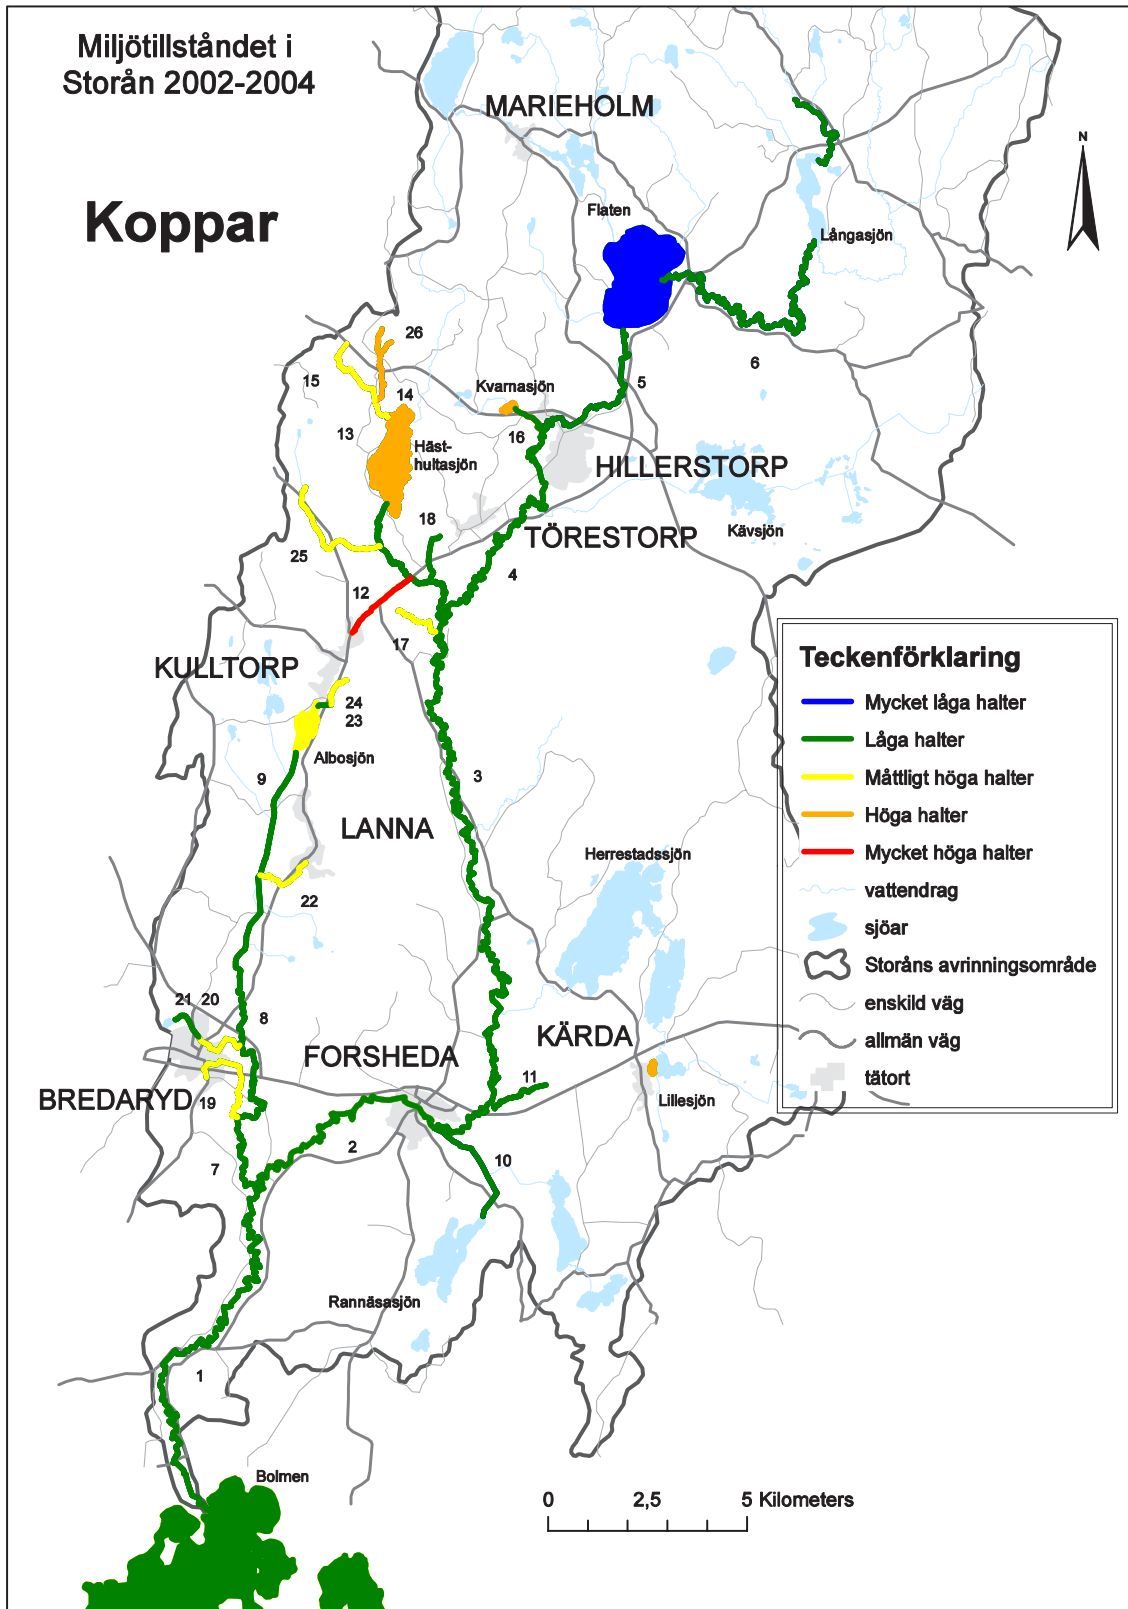 Miljötillståndet i
Storån 2002-2004
Koppar
MARIEHOLM
N
Flaten
Långasjön
26
15
14
Kvarnasjön
5
6
13
16
Häst-
hultasjön
HILLERSTORP
18
Kävsjön
TÖRESTORP
25
4
12
17
KULLTORP
24
23
Albosjön
9
3
LANNA
Herrestadssjön
22
21
20
8
KÄRDA
FORSHEDA
11
BREDARYD
19
Lillesjön
2
7
10
Rannäsasjön
1
Bolmen
Teckenförklaring
Mycket låga halter
Låga halter
Måttligt höga halter
Höga halter
Mycket höga halter
vattendrag
sjöar
Storåns avrinningsområde
enskild väg
allmän väg
tätort
0 2,5 5 Kilometers